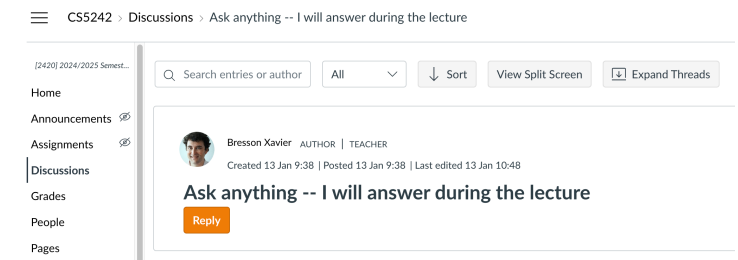 CS5242 > Discussions > Ask anything -- I will answer during the lecture
[2420] 2024/2025 Semest...
Home
Announcements
Assignments
Discussions
Grades
People
Pages
Search entries or author
All
Sort
View Split Screen
Expand Threads
Bresson Xavier AUTHOR | TEACHER
Created 13 Jan 9:38 | Posted 13 Jan 9:38 | Last edited 13 Jan 10:48
Ask anything -- I will answer during the lecture
Reply